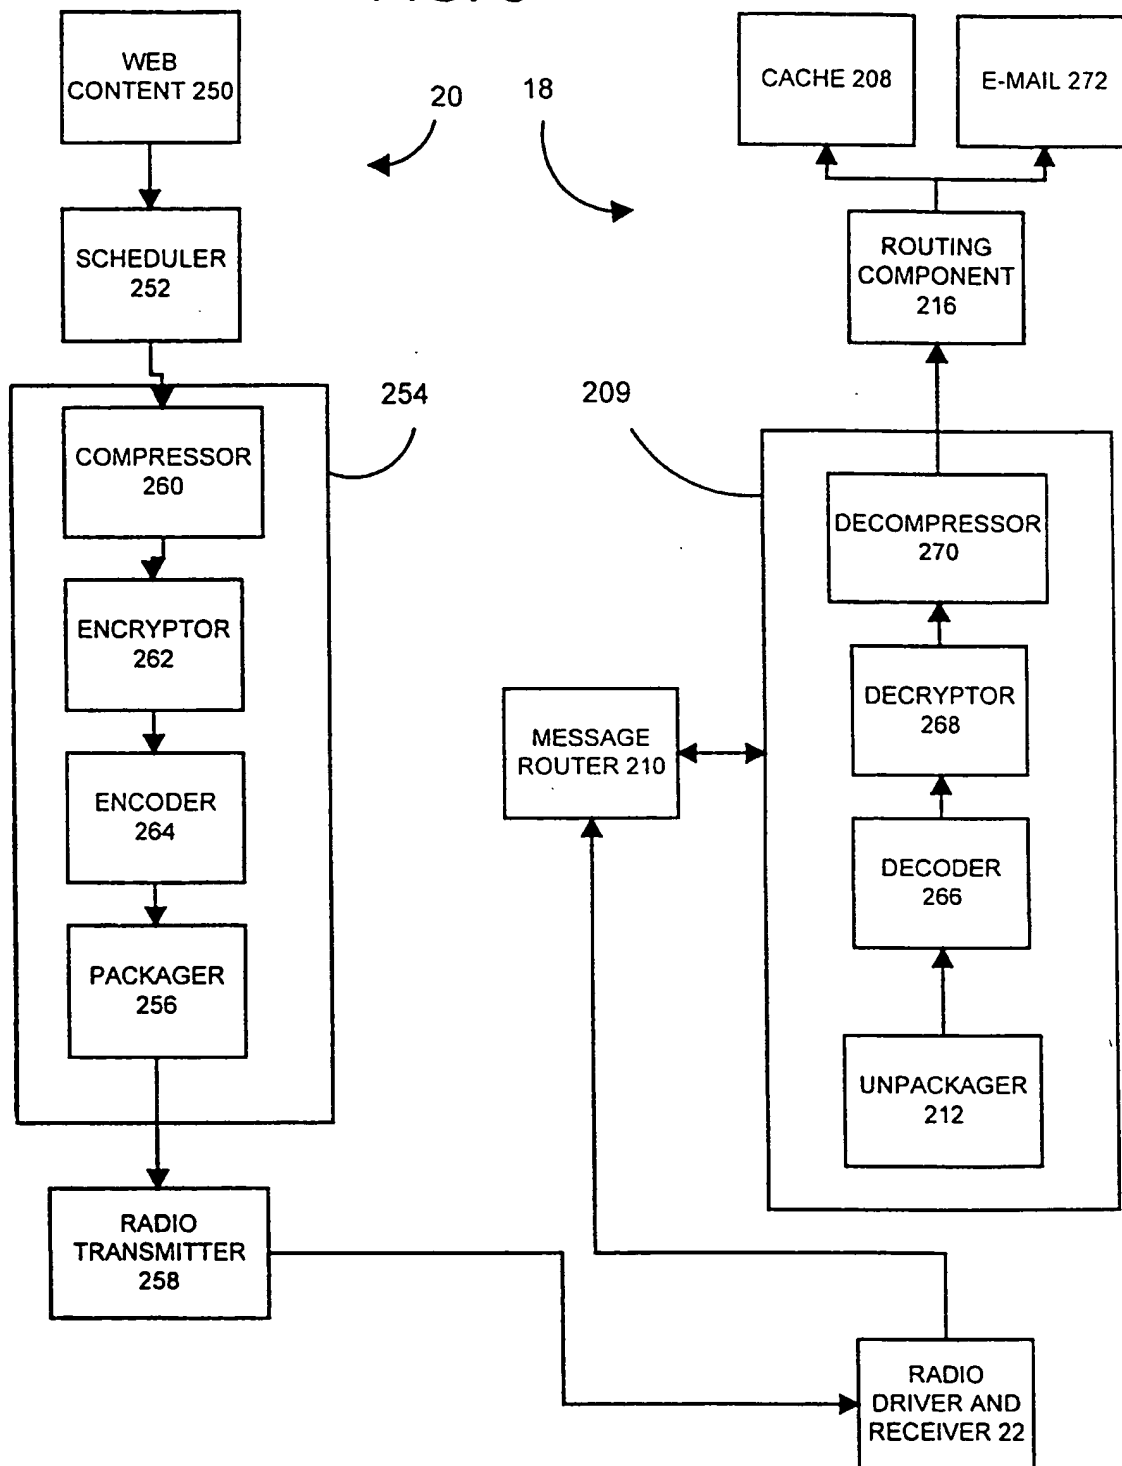 WEB
CONTENT 250
20
18
CACHE 208
E-MAIL 272
SCHEDULER
252
ROUTING
COMPONENT
216
254
209
COMPRESSOR
260
DECOMPRESSOR
270
ENCRYPTOR
262
DECRYPTOR
268
MESSAGE
ROUTER 210
ENCODER
264
DECODER
266
PACKAGER
256
UNPACKAGER
212
RADIO
TRANSMITTER
258
RADIO
DRIVER AND
RECEIVER 22